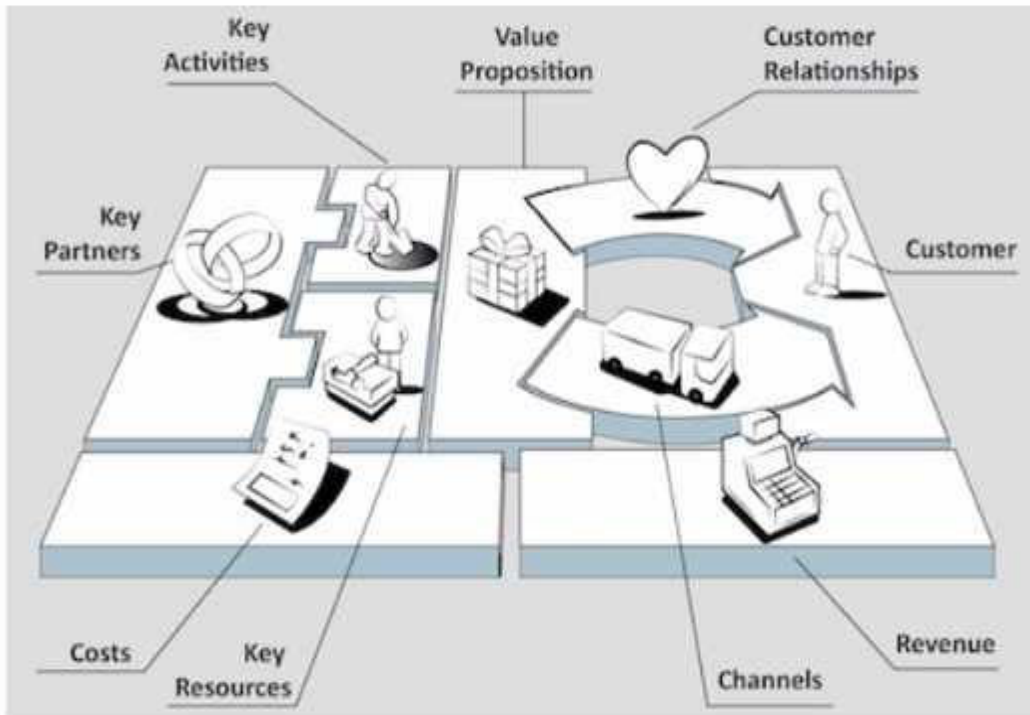 Key
Activities
Value
Proposition
Customer
Relationships
Key
Partners
Customer
Costs
Key
Resources
Channels
Revenue